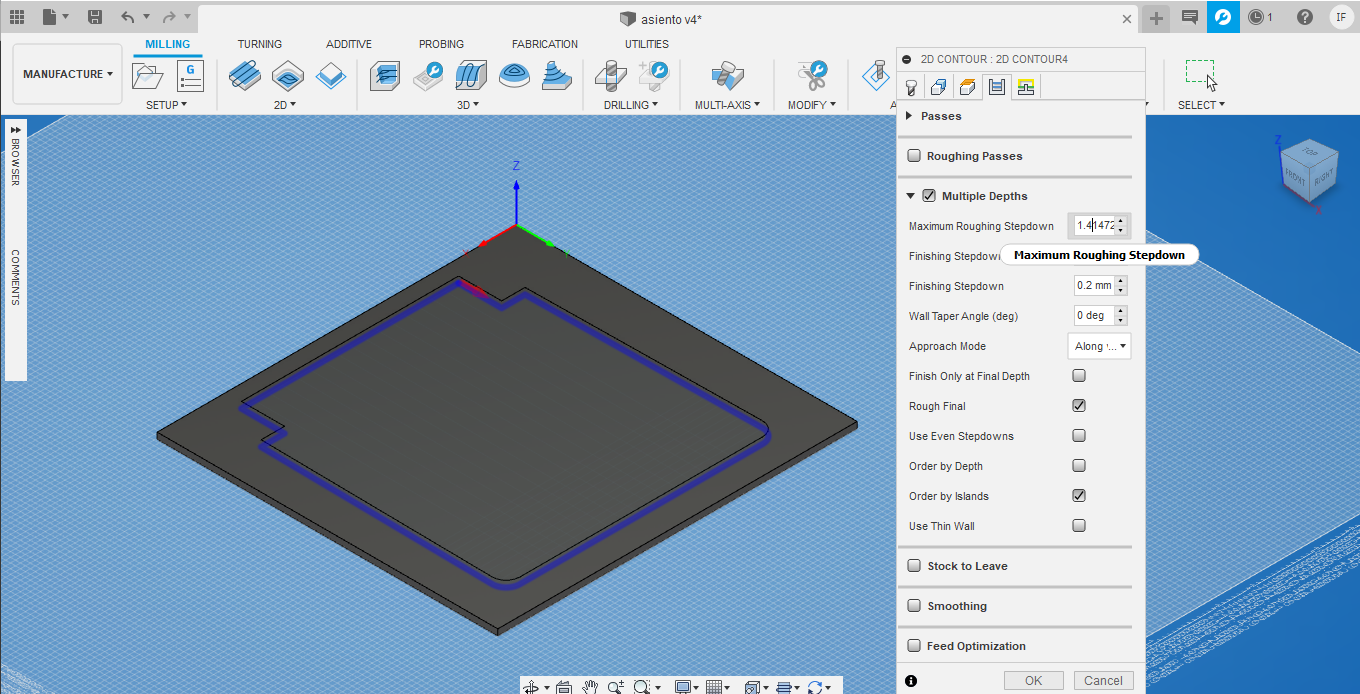 asiento v4*
1
IF
MILLING
TURNING
ADDITIVE
PROBING
FABRICATION
UTILITIES
MANUFACTURE
G
SETUP
2D
3D
DRILLING
MULTI-AXIS
MODIFY
SELECT
BROWSER
COMMENTS
Z
Z
TOP
FRONT
RIGHT
2D CONTOUR : 2D CONTOUR4
Passes
Roughing Passes
Multiple Depths
Maximum Roughing Stepdown 1.41472
Finishing Stepdown
Maximum Roughing Stepdown
Finishing Stepdown 0.2 mm
Wall Taper Angle (deg) 0 deg
Approach Mode
Finish Only at Final Depth
Rough Final
Use Even Stepdowns
Order by Depth
Order by Islands
Use Thin Wall
Stock to Leave
Smoothing
Feed Optimization
OK Cancel